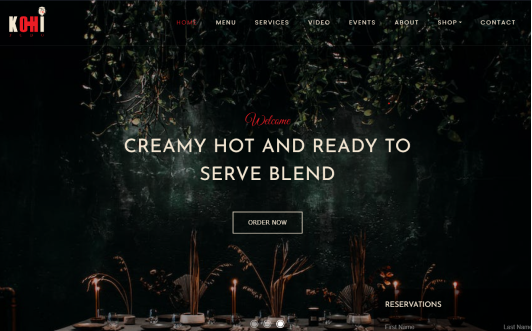 KOHI
HOME MENU SERVICES VIDEO EVENTS ABOUT SHOP CONTACT
Welcome
CREAMY HOT AND READY TO
SERVE BLEND
ORDER NOW
RESERVATIONS
First Name Last Nam